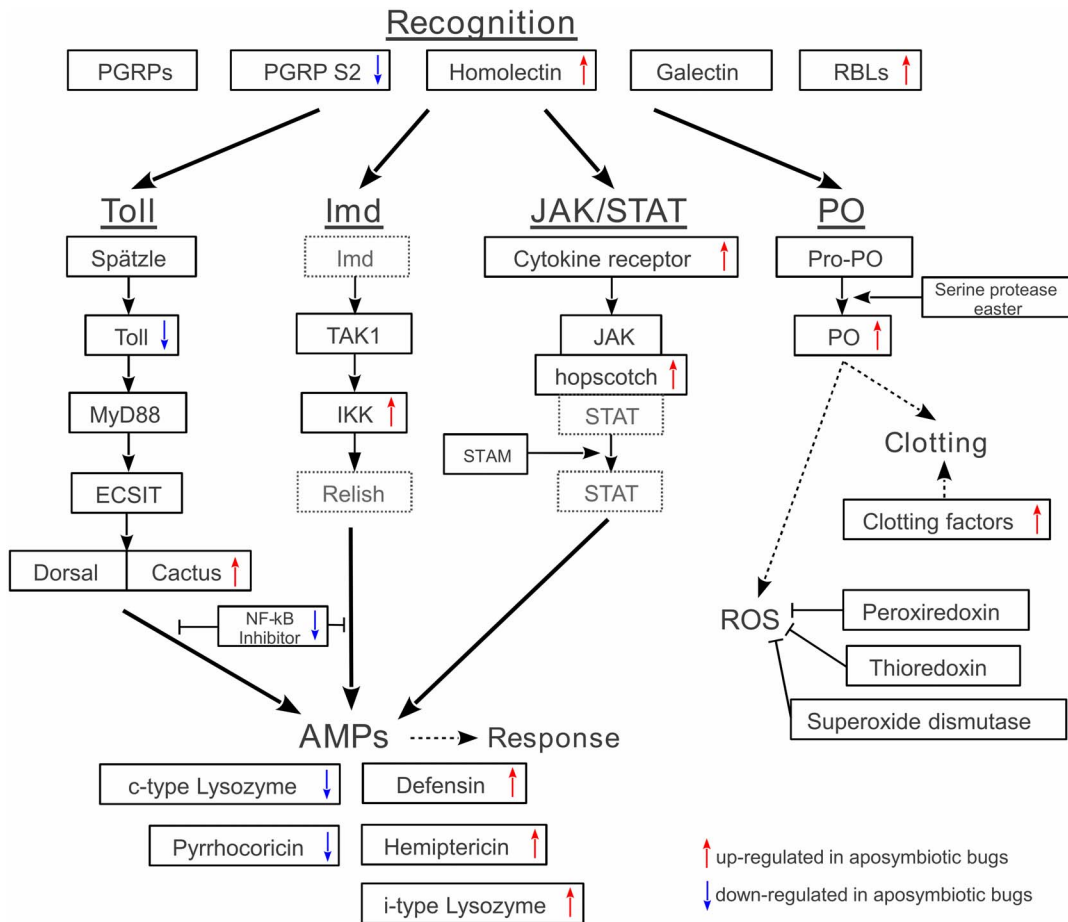 Recognition
PGRPs
PGRP S2
Homolectin
Galectin
RBLs
Toll
Imd
JAK/STAT
PO
Spätzle
Imd
Cytokine receptor
Pro-PO
Serine protease
easter
Toll
TAK1
JAK
PO
hopscotch
MyD88
IKK
STAT
Clotting
STAM
ECSIT
Relish
STAT
Clotting factors
Dorsal
Cactus
NF-kB
Inhibitor
ROS
Peroxiredoxin
Thioredoxin
Superoxide dismutase
AMPs
Response
c-type Lysozyme
Defensin
Pyrrhocoricin
Hemiptericin
i-type Lysozyme
up-regulated in aposymbiotic bugs
down-regulated in aposymbiotic bugs